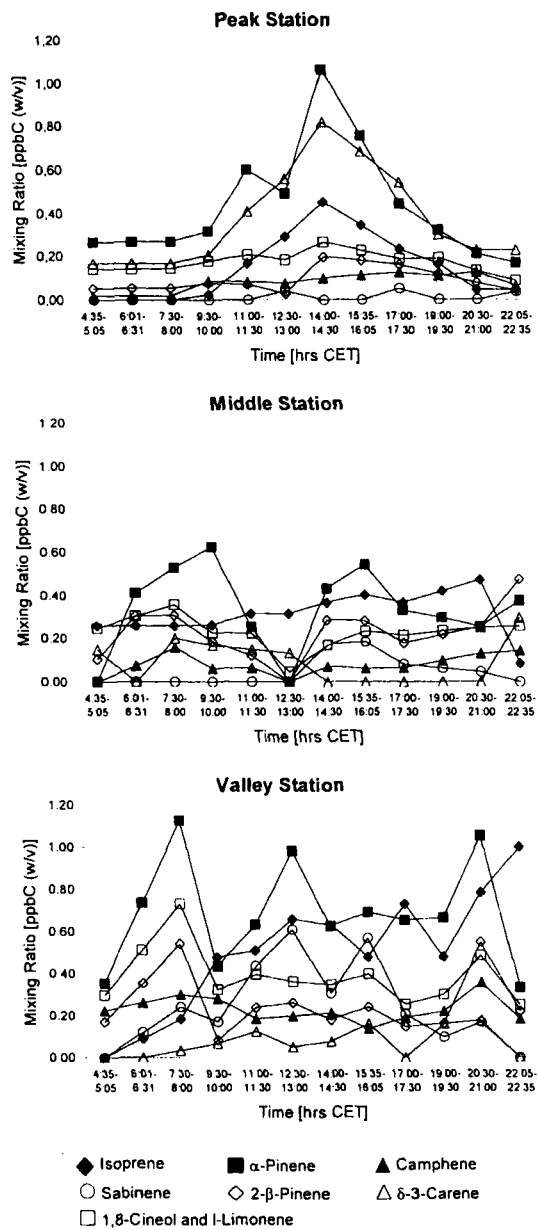 Peak Station
Mixing Ratio [ppbC (w/v)]
1,20
1,00
0,80
0,60
0,40
0,20
0.00
4:35- 6:01- 7 30- 9:30- 11:00- 12:30- 14 00- 15:35- 17:00- 19:00- 20:30- 22 05-
5:05 6:31 8:00 10:00 11:30 13:00 14:30 16:05 17 30 19:30 21 00 22:35
Time [hrs CET]
Middle Station
Mixing Ratio [ppbC (w/v)]
1 20
1 00
0 80
0 60
0 40
0 20
0.00
4:35- 6:01- 7:30- 9:30- 11 00- 12:30- 14 00- 15:35- 17 00- 19:00- 20 30- 22:05-
5:05 6 31 8:00 10:00 11 30 13:00 14 30 16:05 17:30 19 30 21:00 22 35
Time [hrs CET]
Valley Station
Mixing Ratio [ppbC (w/v)]
1.20
1.00
0.80
0.60
0.40
0.20
0.00
4:35- 6:01- 7 30- 9 30- 11 00- 12 30- 14:00- 15:35- 17 00- 19 00- 20 30- 22 05-
5 05 6.31 8:00 10:00 11:30 13:00 14:30 16:05 17 30 19 30 21:00 22 35
Time [hrs CET]
Isoprene α-Pinene Camphene
Sabinene 2-β-Pinene δ-3-Carene
1,8-Cineol and l-Limonene